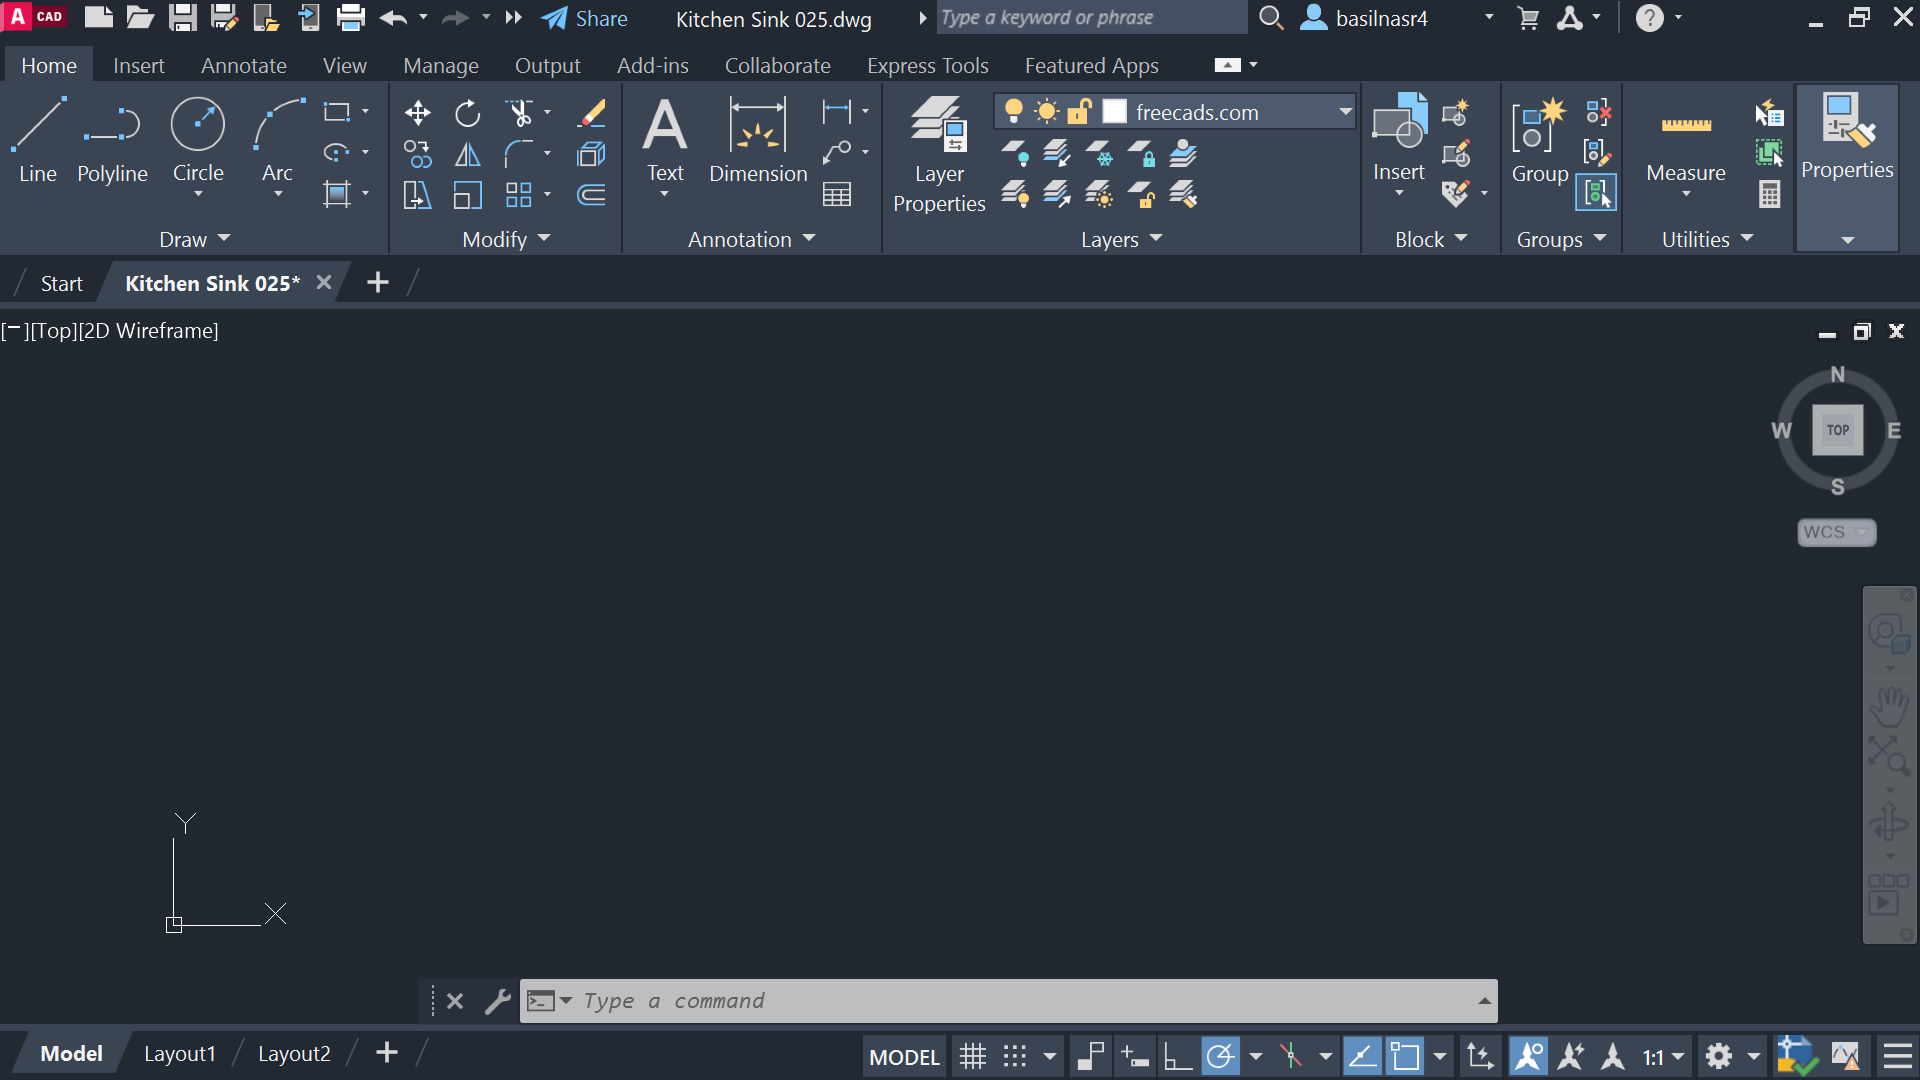 A CAD
Share
Kitchen Sink 025.dwg
Type a keyword or phrase
basilnasr4
?
Home
Insert
Annotate
View
Manage
Output
Add-ins
Collaborate
Express Tools
Featured Apps
Line
Polyline
Circle
Arc
Draw
Modify
A
Text
Dimension
Annotation
Layer
Properties
freecads.com
Layers
Insert
Block
Group
Groups
Measure
Utilities
Properties
Start
Kitchen Sink 025*
[−][Top][2D Wireframe]
N
W
TOP
E
S
WCS
Y
X
Type a command
Model
Layout1
Layout2
MODEL
1:1